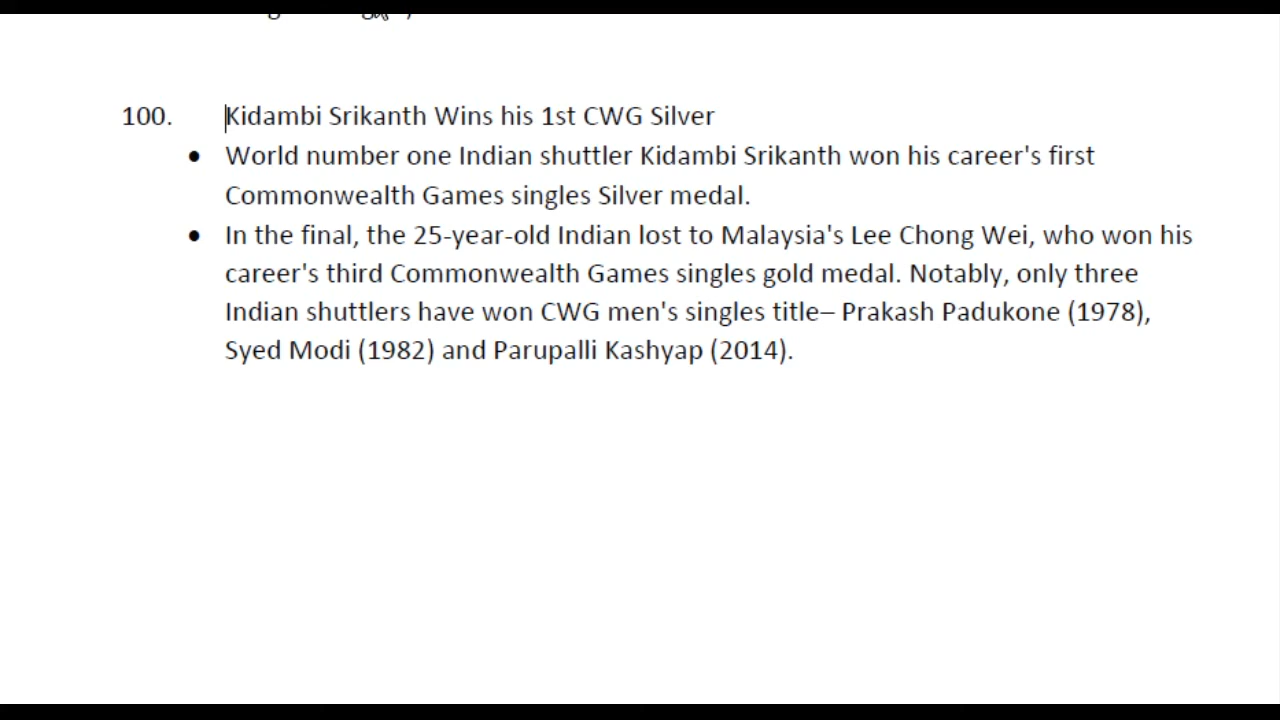 100. Kidambi Srikanth Wins his 1st CWG Silver
• World number one Indian shuttler Kidambi Srikanth won his career's first
Commonwealth Games singles Silver medal.
• In the final, the 25-year-old Indian lost to Malaysia's Lee Chong Wei, who won his
career's third Commonwealth Games singles gold medal. Notably, only three
Indian shuttlers have won CWG men's singles title– Prakash Padukone (1978),
Syed Modi (1982) and Parupalli Kashyap (2014).